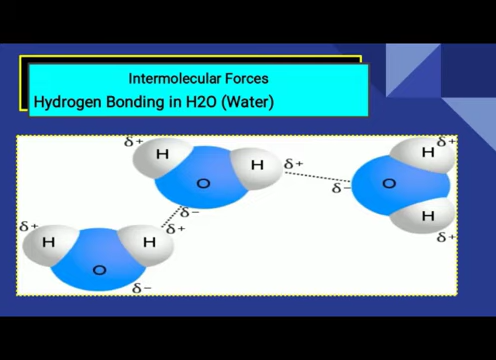 Intermolecular Forces
Hydrogen Bonding in H2O (Water)
δ+ δ+
H H δ+ H
O δ− O
δ− H
δ+ δ+ δ+
H H
O
δ−